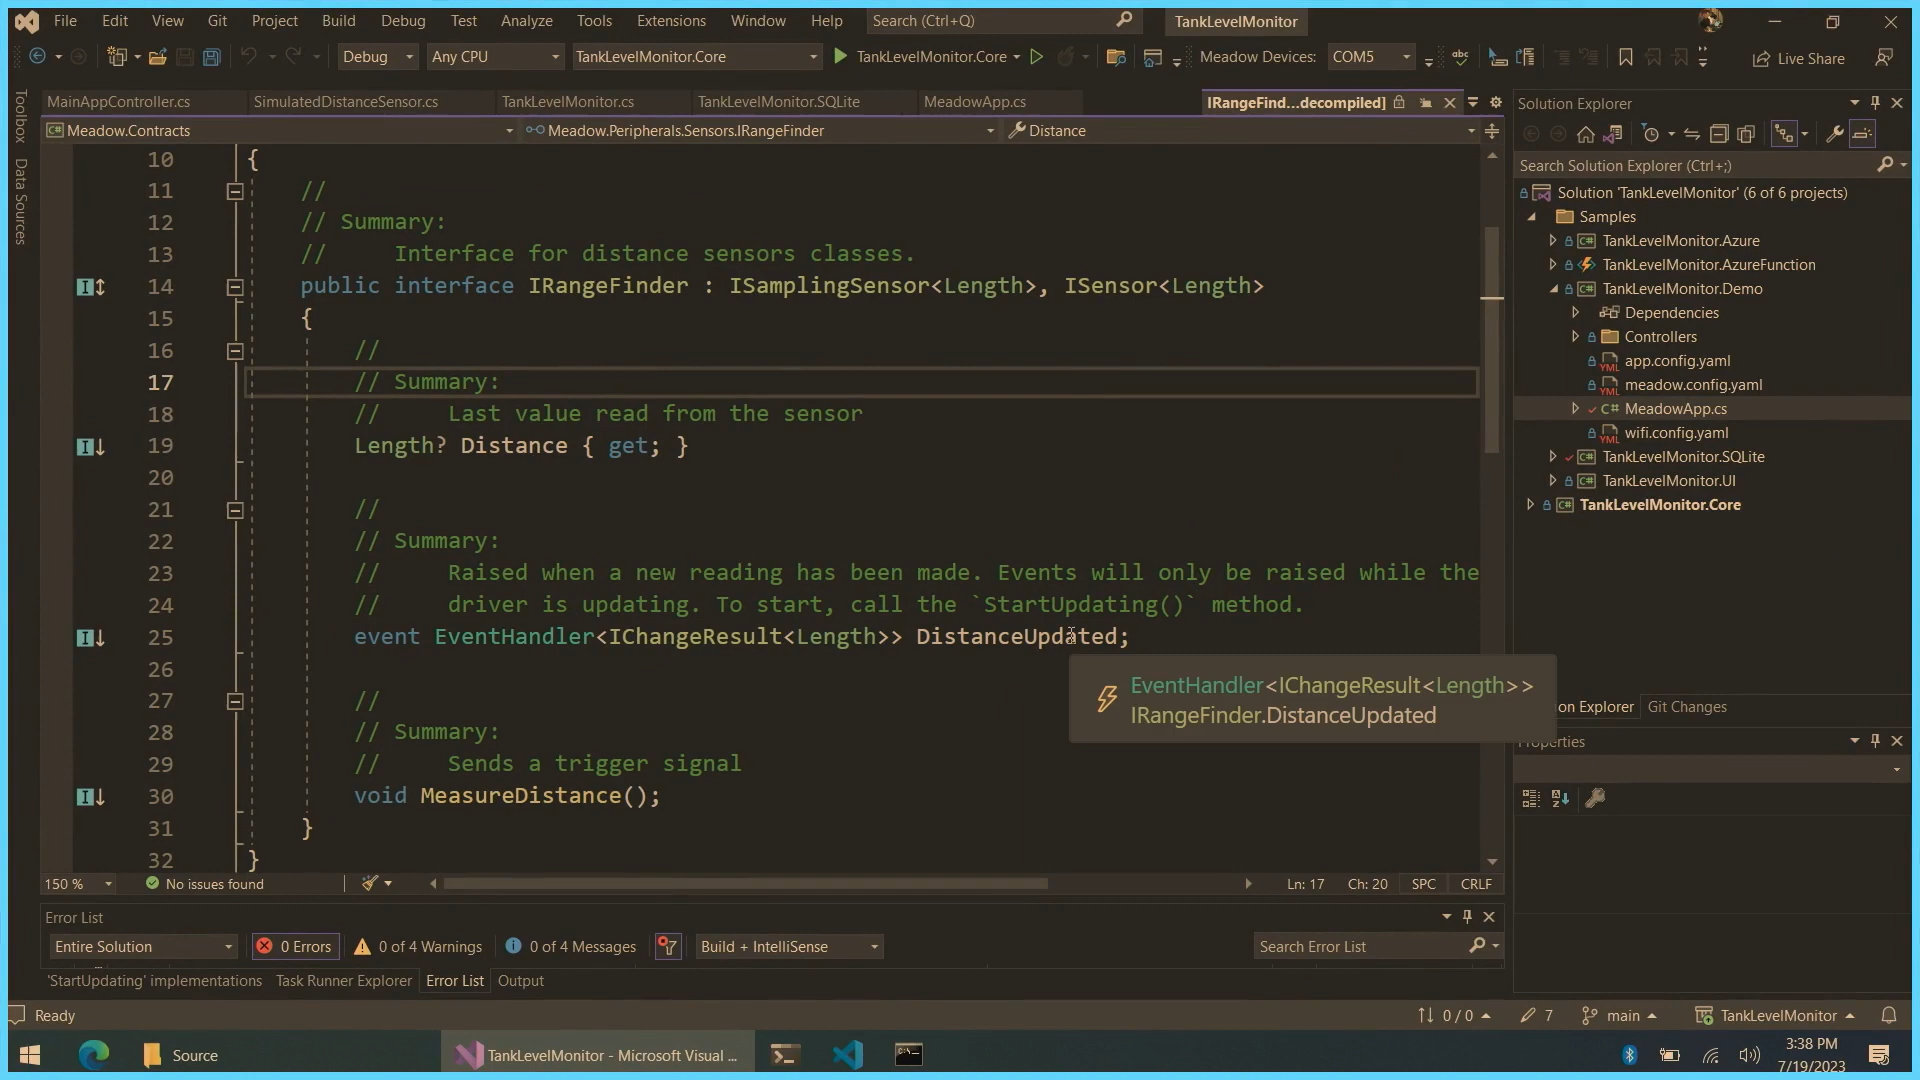 File Edit View Git Project Build Debug Test Analyze Tools Extensions Window Help Search (Ctrl+Q) TankLevelMonitor
Debug Any CPU TankLevelMonitor.Core TankLevelMonitor.Core Meadow Devices: COM5 abc Live Share
MainAppController.cs SimulatedDistanceSensor.cs TankLevelMonitor.cs TankLevelMonitor.SQLite MeadowApp.cs IRangeFind...decompiled]
C# Meadow.Contracts Meadow.Peripherals.Sensors.IRangeFinder Distance
Toolbox
Data Sources
10 {
11 //
12 // Summary:
13 // Interface for distance sensors classes.
14 public interface IRangeFinder : ISamplingSensor<Length>, ISensor<Length>
15 {
16 //
17 // Summary:
18 // Last value read from the sensor
19 Length? Distance { get; }
20
21 //
22 // Summary:
23 // Raised when a new reading has been made. Events will only be raised while the
24 // driver is updating. To start, call the `StartUpdating()` method.
25 event EventHandler<IChangeResult<Length>> DistanceUpdated;
26
27 //
28 // Summary:
29 // Sends a trigger signal
30 void MeasureDistance();
31 }
32 }
EventHandler<IChangeResult<Length>>
IRangeFinder.DistanceUpdated
150 % No issues found Ln: 17 Ch: 20 SPC CRLF
Error List
Entire Solution 0 Errors 0 of 4 Warnings 0 of 4 Messages Build + IntelliSense Search Error List
'StartUpdating' implementations Task Runner Explorer Error List Output
Solution Explorer
Search Solution Explorer (Ctrl+;)
Solution 'TankLevelMonitor' (6 of 6 projects)
Samples
C# TankLevelMonitor.Azure
TankLevelMonitor.AzureFunction
C# TankLevelMonitor.Demo
Dependencies
Controllers
YML app.config.yaml
YML meadow.config.yaml
C# MeadowApp.cs
YML wifi.config.yaml
C# TankLevelMonitor.SQLite
C# TankLevelMonitor.UI
C# TankLevelMonitor.Core
on Explorer Git Changes
Properties
Ready 0 / 0 7 main TankLevelMonitor
Source TankLevelMonitor - Microsoft Visual ... 3:38 PM
7/19/2023